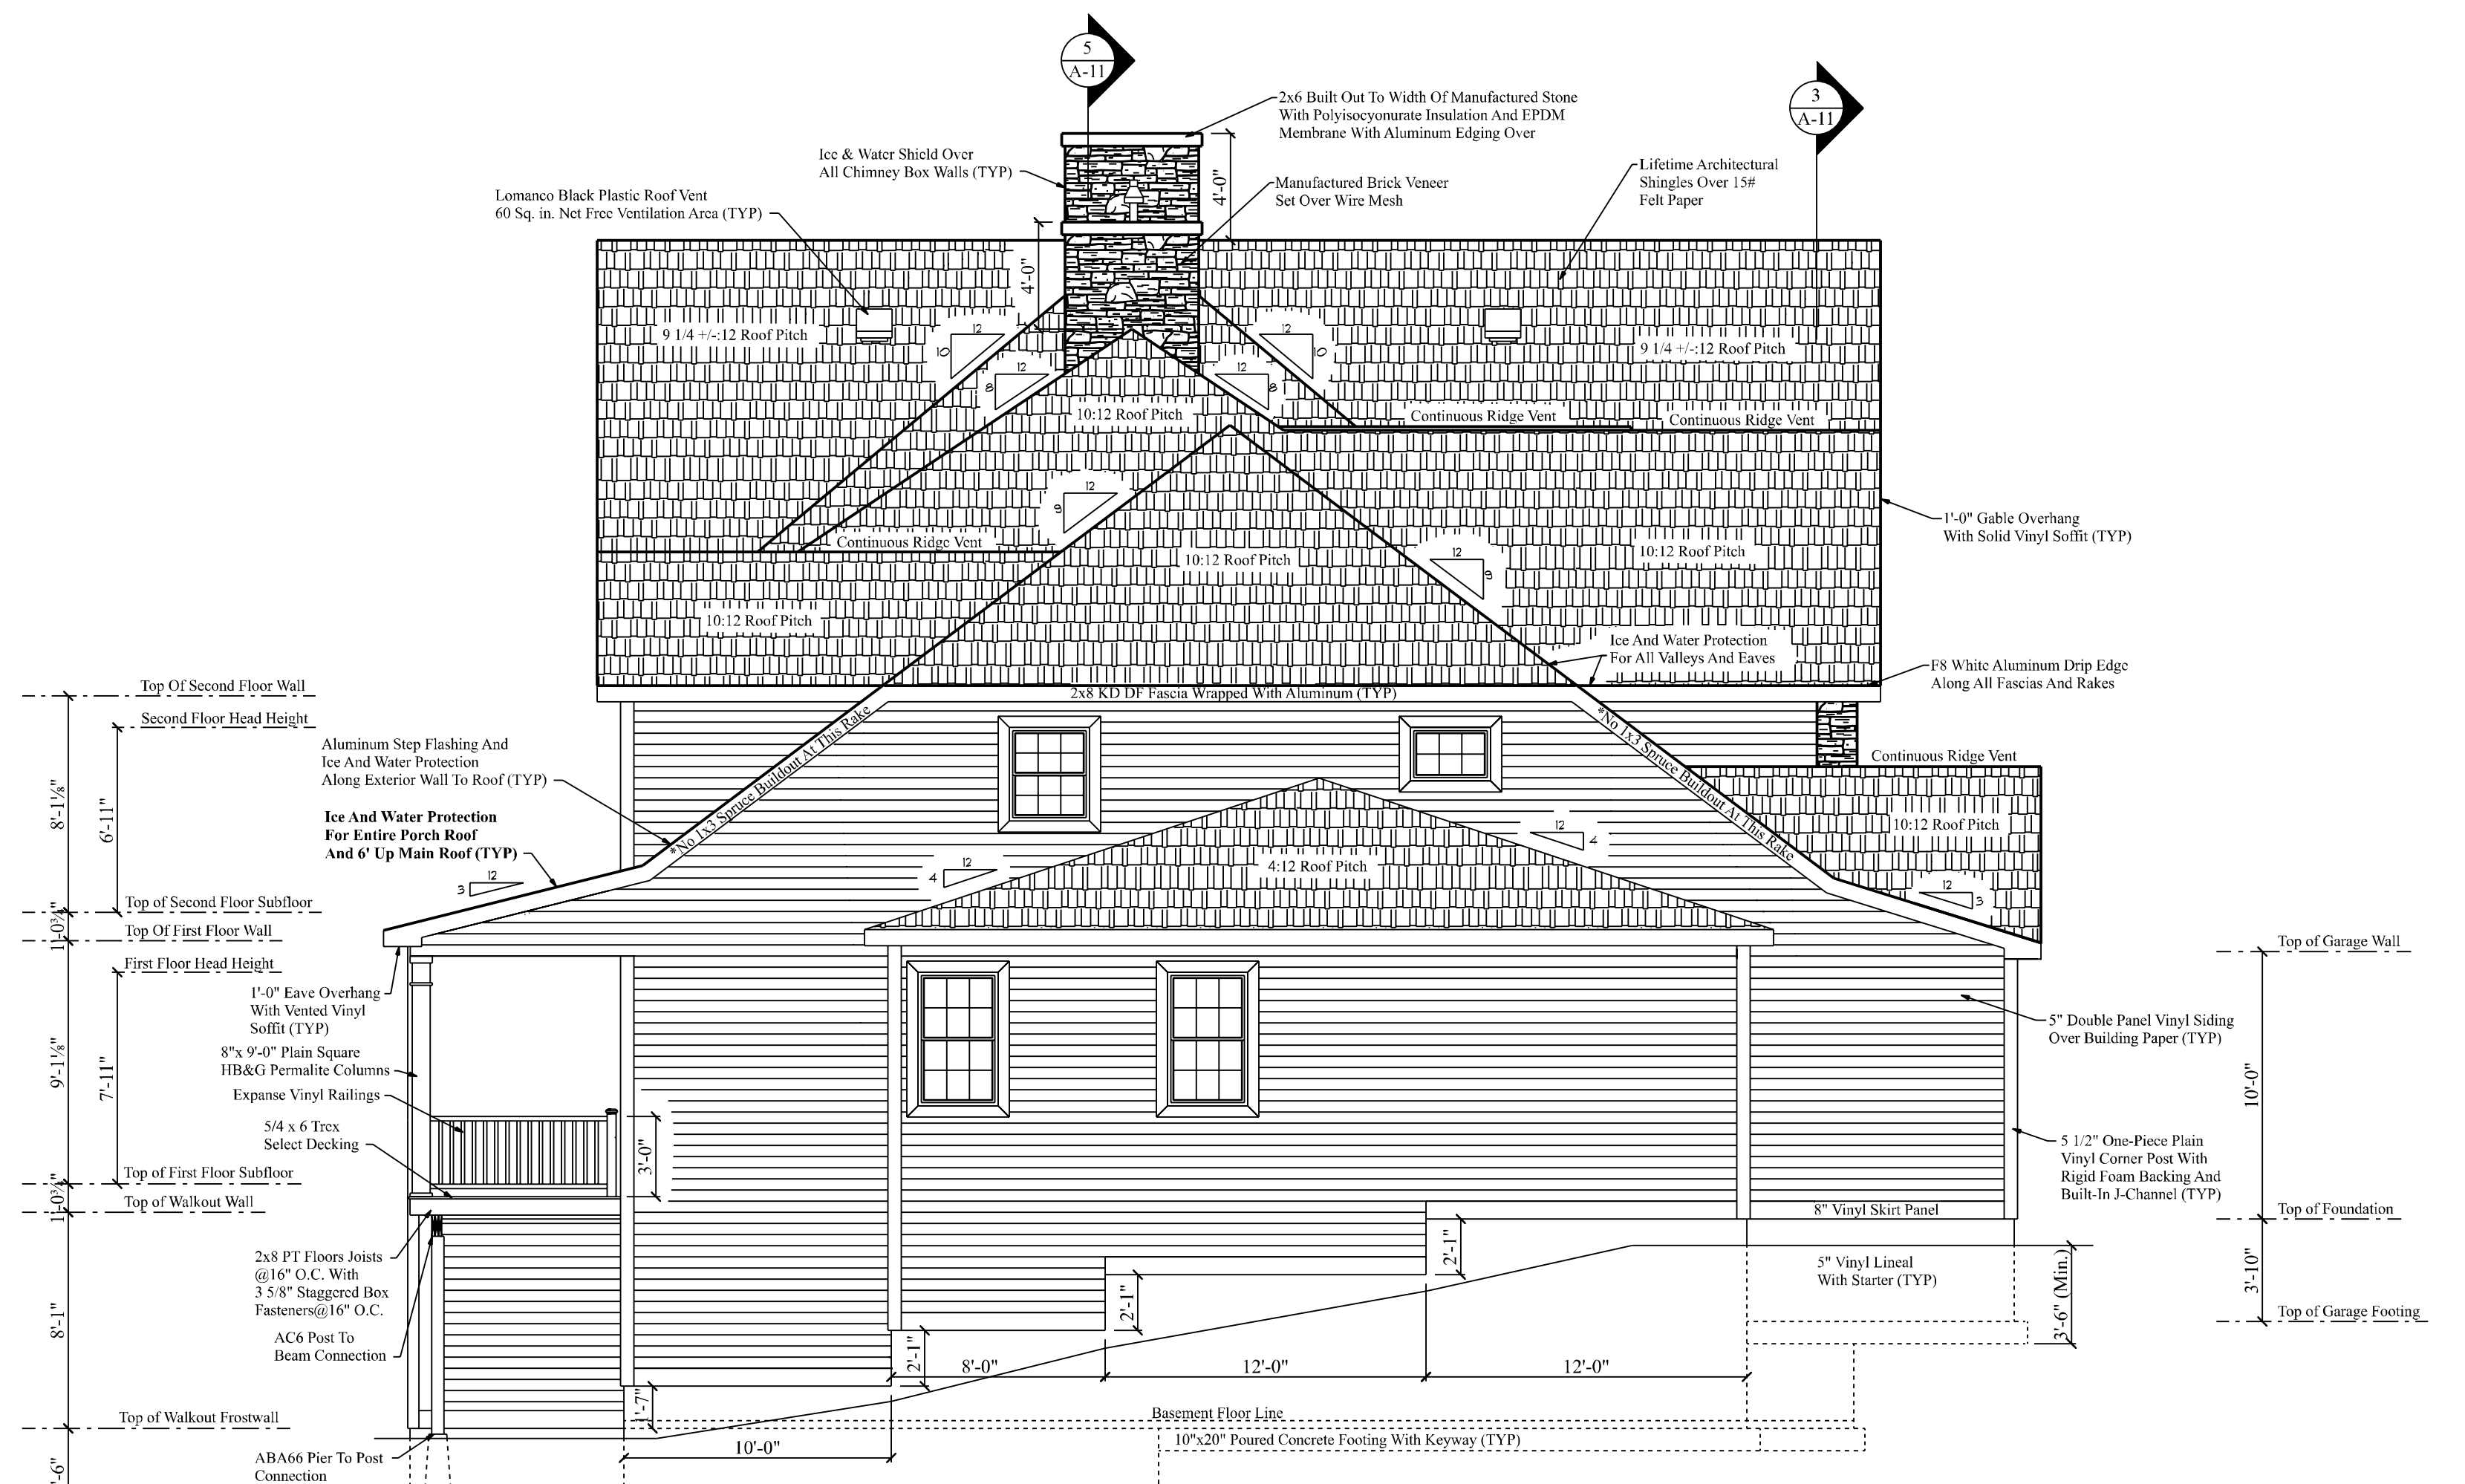 5
A-11
3
A-11
2x6 Built Out To Width Of Manufactured Stone
With Polyisocyonurate Insulation And EPDM
Membrane With Aluminum Edging Over
Ice & Water Shield Over
All Chimney Box Walls (TYP)
Lomanco Black Plastic Roof Vent
60 Sq. in. Net Free Ventilation Area (TYP)
4'-0"
Manufactured Brick Veneer
Set Over Wire Mesh
Lifetime Architectural
Shingles Over 15#
Felt Paper
4'-0"
9 1/4 +/-:12 Roof Pitch
12
10
12
8
12
10
12
8
9 1/4 +/-:12 Roof Pitch
10:12 Roof Pitch
Continuous Ridge Vent
Continuous Ridge Vent
12
9
Continuous Ridge Vent
10:12 Roof Pitch
12
9
10:12 Roof Pitch
1'-0" Gable Overhang
With Solid Vinyl Soffit (TYP)
10:12 Roof Pitch
Ice And Water Protection
For All Valleys And Eaves
F8 White Aluminum Drip Edge
Along All Fascias And Rakes
2x8 KD DF Fascia Wrapped With Aluminum (TYP)
Top Of Second Floor Wall
Second Floor Head Height
Aluminum Step Flashing And
Ice And Water Protection
Along Exterior Wall To Roof (TYP)
*No 1x3 Spruce Buildout At This Rake
*No 1x3 Spruce Buildout At This Rake
Continuous Ridge Vent
Ice And Water Protection
For Entire Porch Roof
And 6' Up Main Roof (TYP)
8'-1⅛"
6'-11"
10:12 Roof Pitch
12
3
12
4
4:12 Roof Pitch
12
4
12
3
Top of Second Floor Subfloor
1'-0¾"
Top Of First Floor Wall
First Floor Head Height
Top of Garage Wall
1'-0" Eave Overhang
With Vented Vinyl
Soffit (TYP)
8"x 9'-0" Plain Square
HB&G Permalite Columns
Expanse Vinyl Railings
5/4 x 6 Trex
Select Decking
9'-1⅛"
7'-11"
3'-0"
5" Double Panel Vinyl Siding
Over Building Paper (TYP)
10'-0"
5 1/2" One-Piece Plain
Vinyl Corner Post With
Rigid Foam Backing And
Built-In J-Channel (TYP)
Top of First Floor Subfloor
1'-0¾"
Top of Walkout Wall
8" Vinyl Skirt Panel
Top of Foundation
2x8 PT Floors Joists
@16" O.C. With
3 5/8" Staggered Box
Fasteners@16" O.C.
AC6 Post To
Beam Connection
8'-1"
2'-1"
2'-1"
2'-1"
5" Vinyl Lineal
With Starter (TYP)
3'-6" (Min.)
3'-10"
Top of Garage Footing
8'-0"
12'-0"
12'-0"
1'-7"
Top of Walkout Frostwall
Basement Floor Line
10"x20" Poured Concrete Footing With Keyway (TYP)
10'-0"
ABA66 Pier To Post
Connection
-6"